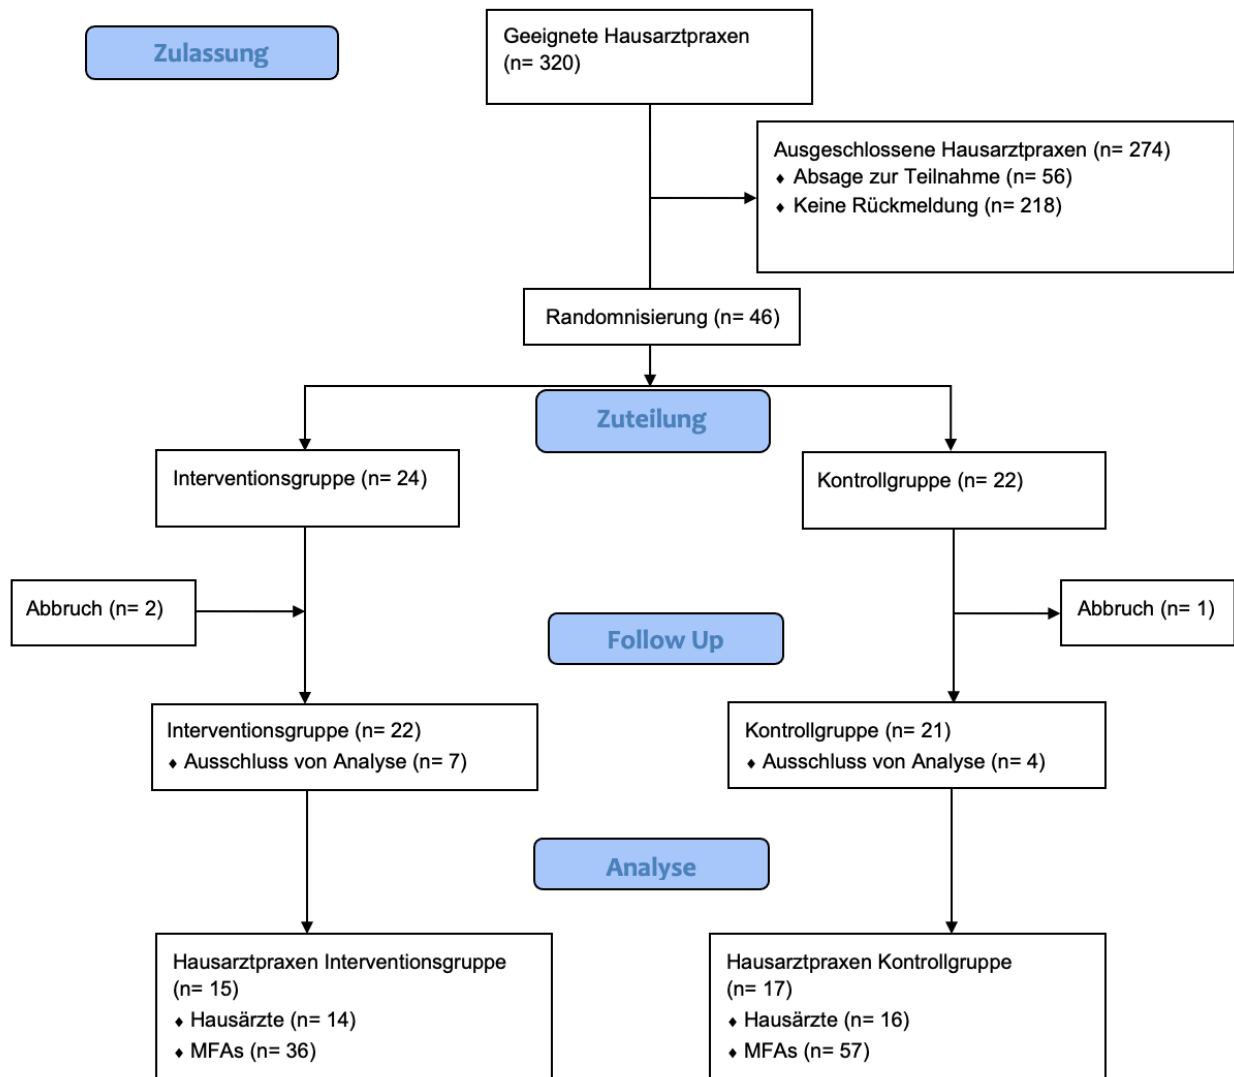 Zulassung
Geeignete Hausarztpraxen
(n= 320)
Ausgeschlossene Hausarztpraxen (n= 274)
♦ Absage zur Teilnahme (n= 56)
♦ Keine Rückmeldung (n= 218)
Randomnisierung (n= 46)
Zuteilung
Interventionsgruppe (n= 24)
Kontrollgruppe (n= 22)
Abbruch (n= 2)
Abbruch (n= 1)
Follow Up
Interventionsgruppe (n= 22)
♦ Ausschluss von Analyse (n= 7)
Kontrollgruppe (n= 21)
♦ Ausschluss von Analyse (n= 4)
Analyse
Hausarztpraxen Interventionsgruppe
(n= 15)
♦ Hausärzte (n= 14)
♦ MFAs (n= 36)
Hausarztpraxen Kontrollgruppe
(n= 17)
♦ Hausärzte (n= 16)
♦ MFAs (n= 57)